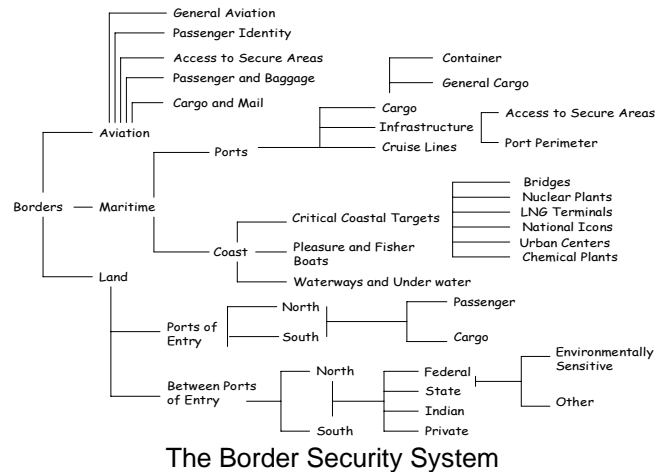 General Aviation
Passenger Identity
Access to Secure Areas
Passenger and Baggage
Cargo and Mail
Aviation
Container
General Cargo
Cargo
Infrastructure
Cruise Lines
Access to Secure Areas
Port Perimeter
Ports
Borders
Maritime
Coast
Critical Coastal Targets
Pleasure and Fisher
Boats
Waterways and Under water
Bridges
Nuclear Plants
LNG Terminals
National Icons
Urban Centers
Chemical Plants
Land
Ports of
Entry
North
South
Passenger
Cargo
Between Ports
of Entry
North
South
Federal
State
Indian
Private
Environmentally
Sensitive
Other
The Border Security System